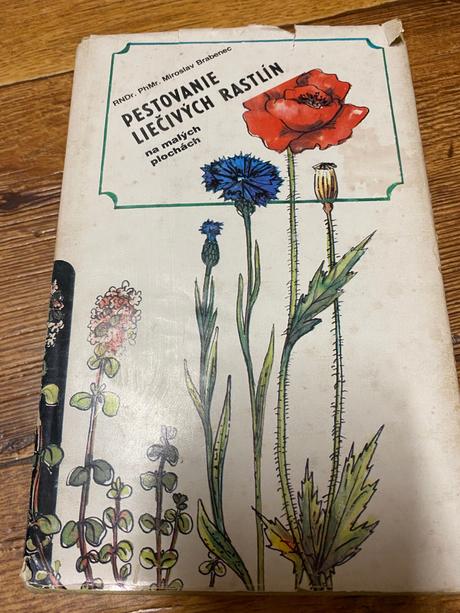 RNDr. PhMr. Miroslav Brabenec
PESTOVANIE
LIEČIVÝCH RASTLÍN
na malých
plochách